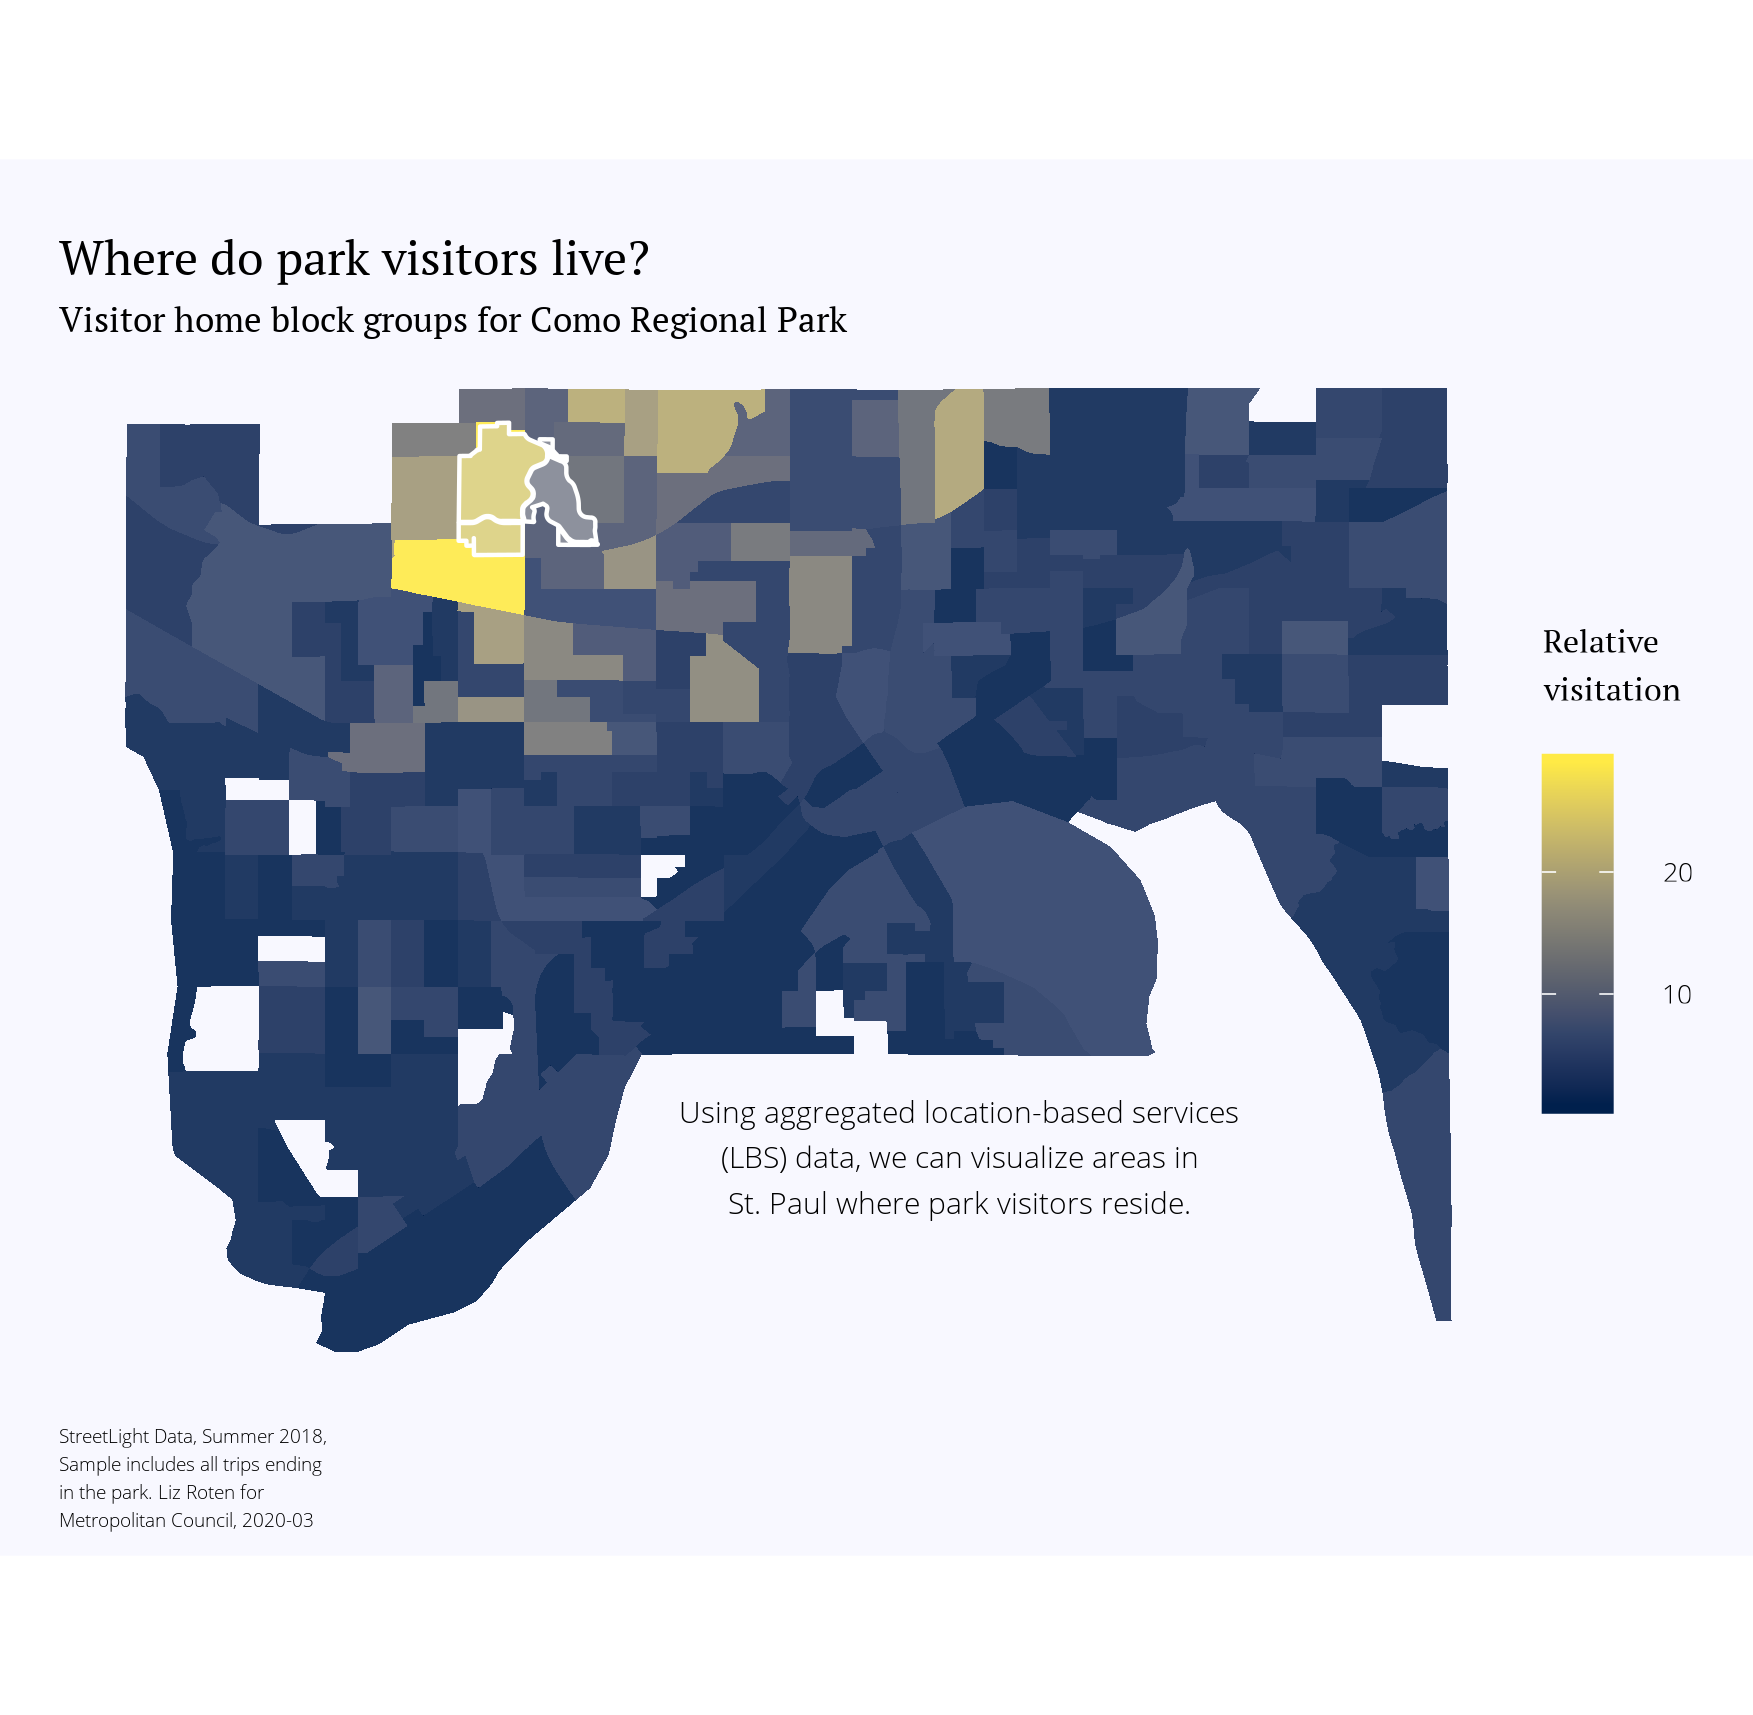 Where do park visitors live?
Visitor home block groups for Como Regional Park
Relative
visitation
20
10
Using aggregated location-based services
(LBS) data, we can visualize areas in
St. Paul where park visitors reside.
StreetLight Data, Summer 2018,
Sample includes all trips ending
in the park. Liz Roten for
Metropolitan Council, 2020-03